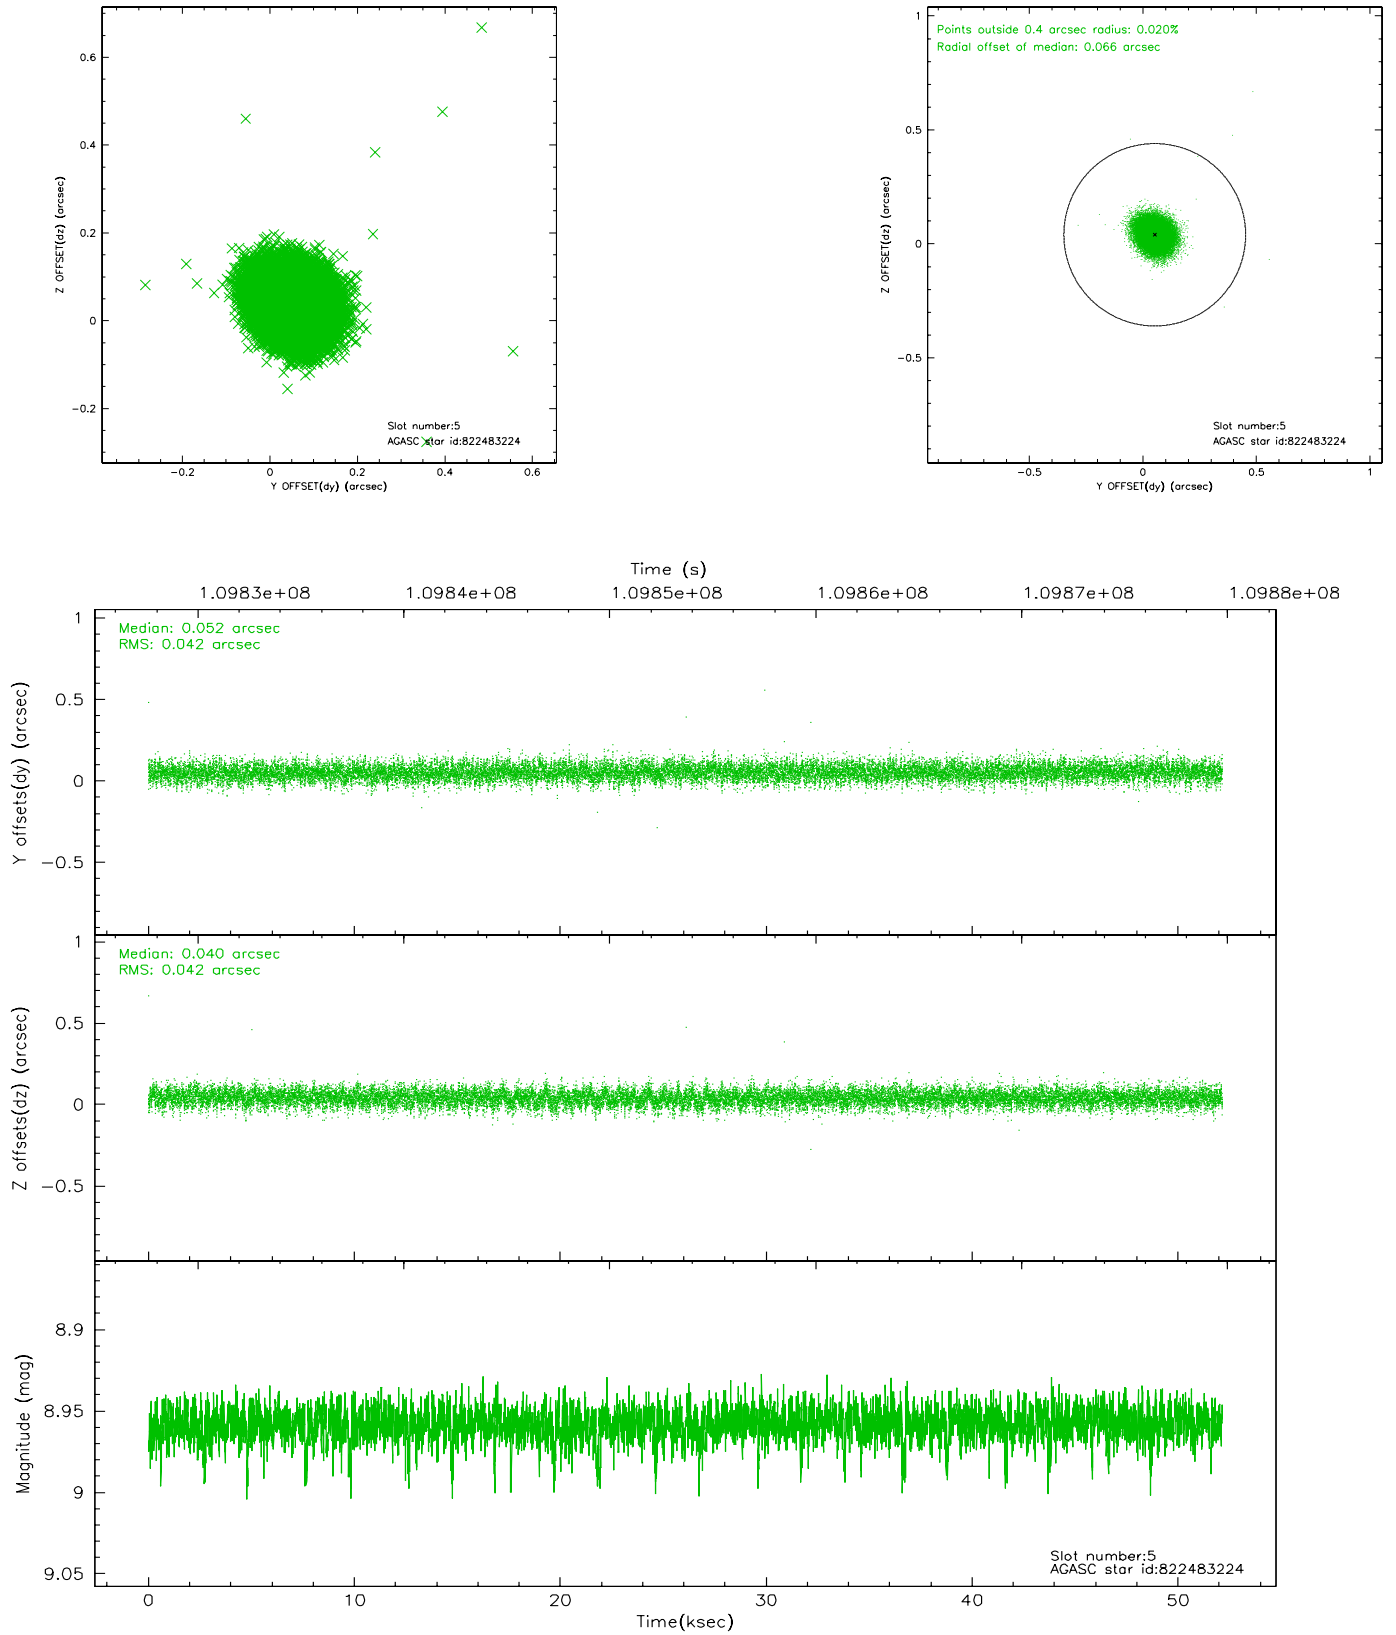 0.6
0.4
0.2
0
−0.2
Z OFFSET(dz) (arcsec)
−0.2 0 0.2 0.4 0.6
Y OFFSET(dy) (arcsec)
Slot number:5
AGASC star id:822483224
Points outside 0.4 arcsec radius: 0.020%
Radial offset of median: 0.066 arcsec
1
0.5
0
−0.5
Z OFFSET(dz) (arcsec)
−0.5 0 0.5 1
Y OFFSET(dy) (arcsec)
Slot number:5
AGASC star id:822483224
Time (s)
1.0983e+08 1.0984e+08 1.0985e+08 1.0986e+08 1.0987e+08 1.0988e+08
Median: 0.052 arcsec
RMS: 0.042 arcsec
1
0.5
0
−0.5
Y offsets(dy) (arcsec)
Median: 0.040 arcsec
RMS: 0.042 arcsec
1
0.5
0
−0.5
Z offsets(dz) (arcsec)
8.9
8.95
9
9.05
Magnitude (mag)
Slot number:5
AGASC star id:822483224
0 10 20 30 40 50
Time(ksec)